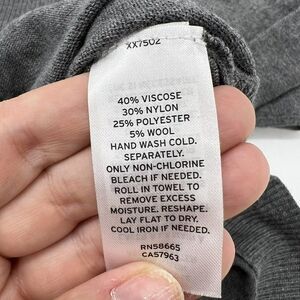 XX7502
40% VISCOSE
30% NYLON
25% POLYESTER
5% WOOL
HAND WASH COLD.
SEPARATELY.
ONLY NON-CHLORINE
BLEACH IF NEEDED.
ROLL IN TOWEL TO
REMOVE EXCESS
MOISTURE. RESHAPE.
LAY FLAT TO DRY.
COOL IRON IF NEEDED.
RN58665
CA57963